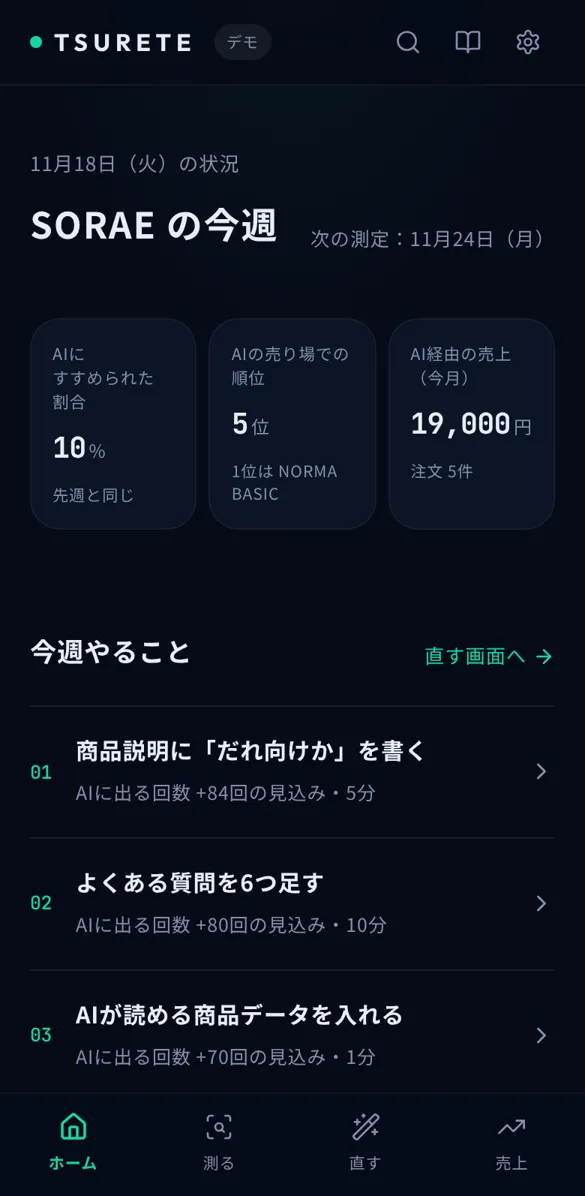 TSURETE デモ
11月18日（火）の状況
SORAE の今週 次の測定：11月24日（月）
AIに
すすめられた
割合
10%
先週と同じ
AIの売り場での
順位
5位
1位は NORMA
BASIC
AI経由の売上
（今月）
19,000円
注文 5件
今週やること 直す画面へ →
01 商品説明に「だれ向けか」を書く
AIに出る回数 +84回の見込み・5分
02 よくある質問を6つ足す
AIに出る回数 +80回の見込み・10分
03 AIが読める商品データを入れる
AIに出る回数 +70回の見込み・1分
ホーム 測る 直す 売上